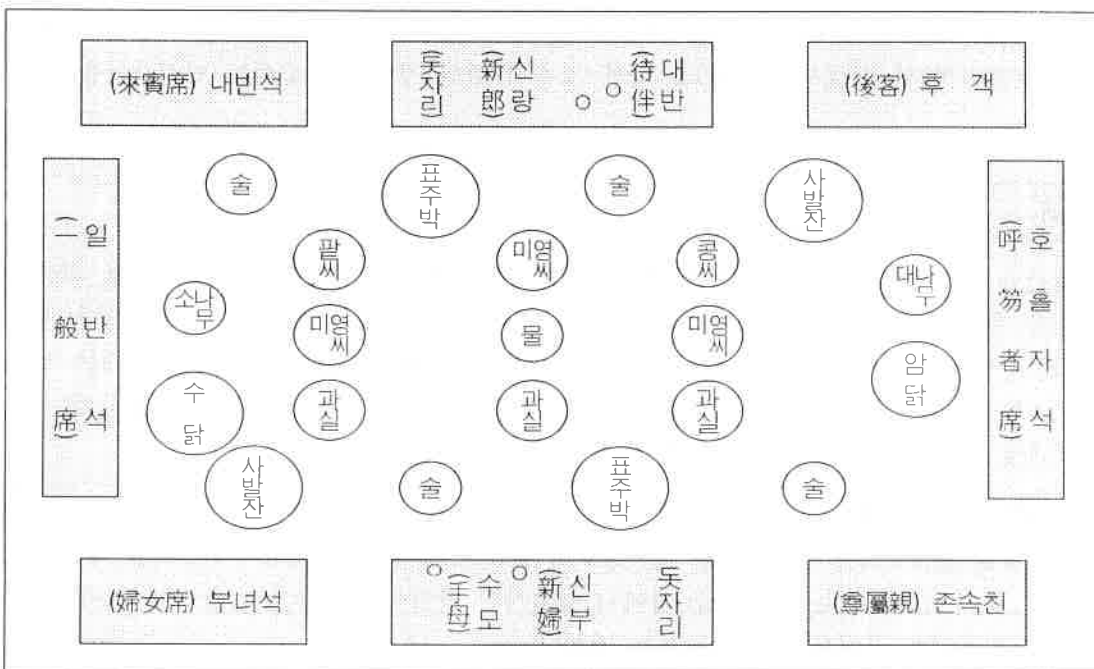 (來賓席) 내빈석
(돗자리)
신랑
(新郎)
대반
(待伴)
(後客) 후 객
술
표주박
술
사발잔
일반석
(一般席)
팥씨
미영씨
콩씨
호홀자석
(呼笏者席)
소나무
대나무
미영씨
물
미영씨
수탉
암탉
과실
과실
과실
사발잔
술
표주박
술
(婦女席) 부녀석
수모
(手母)
신부
(新婦)
돗자리
(尊屬親) 존속친